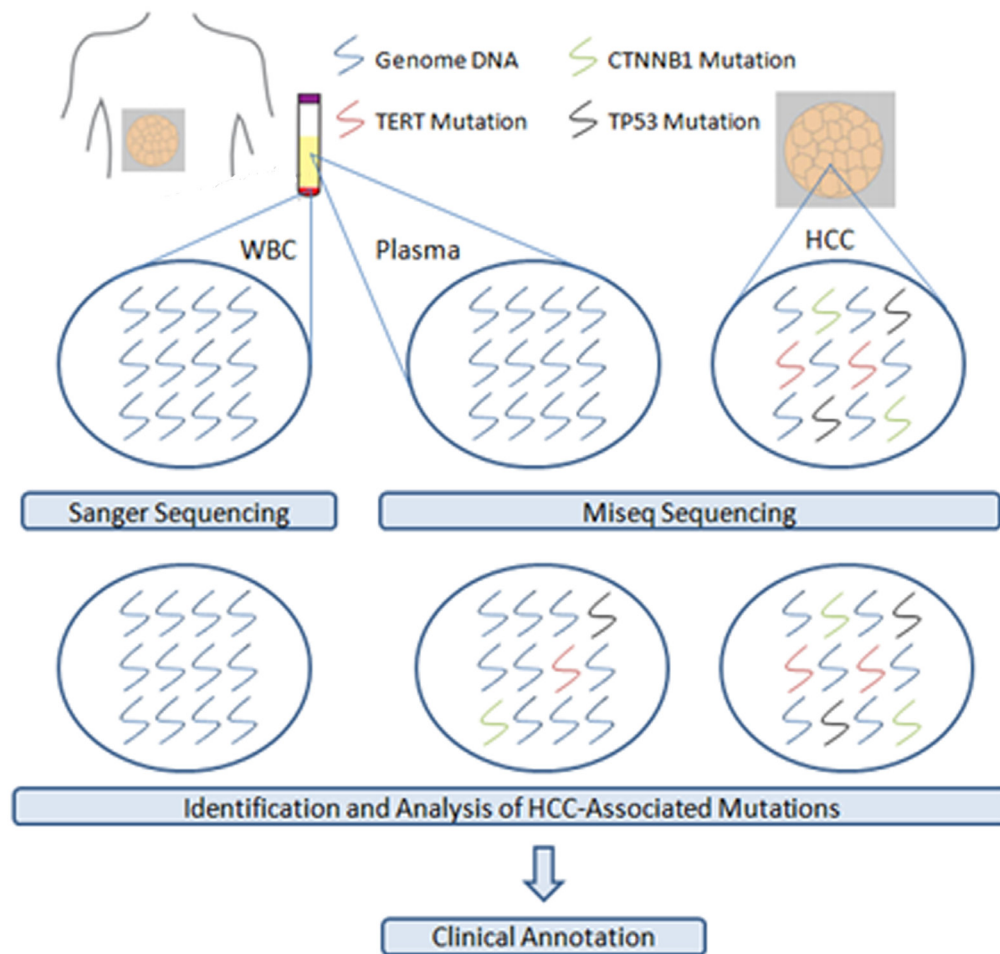 Genome DNA
CTNNB1 Mutation
TERT Mutation
TP53 Mutation
WBC
Plasma
HCC
Sanger Sequencing
Miseq Sequencing
Identification and Analysis of HCC-Associated Mutations
Clinical Annotation